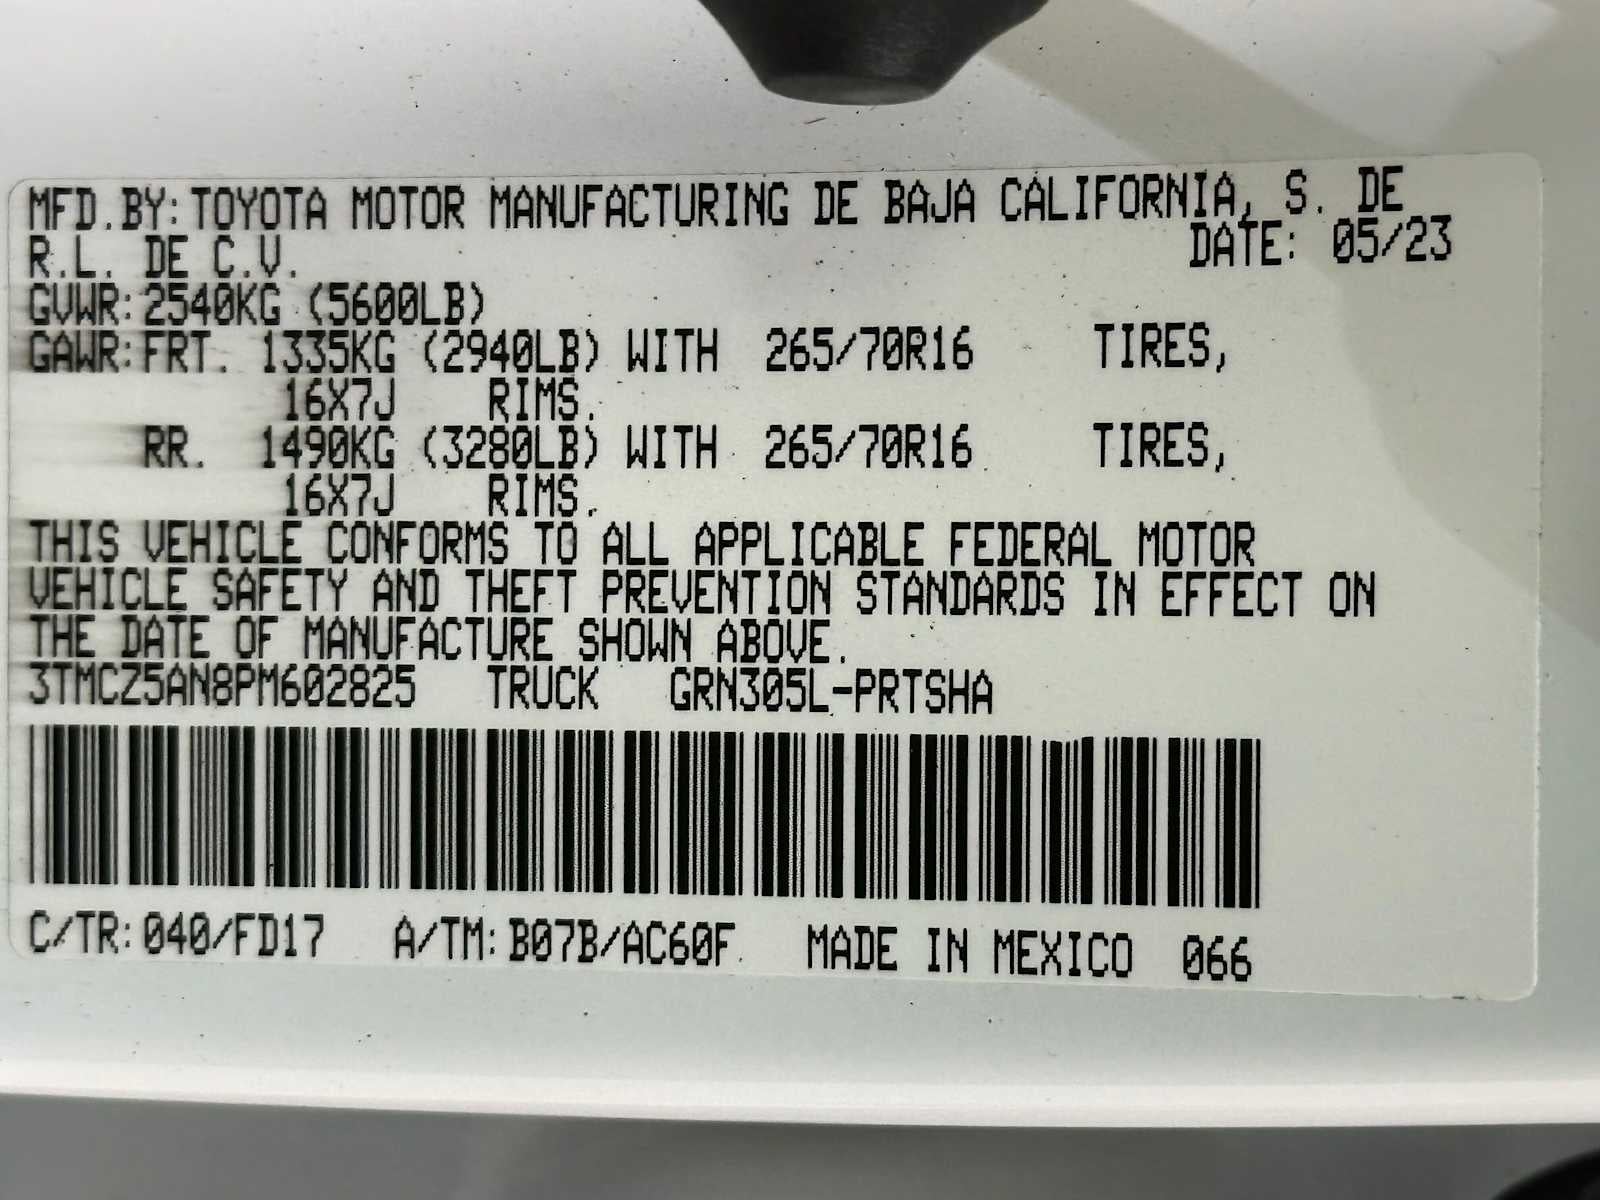 MFD.BY:TOYOTA MOTOR MANUFACTURING DE BAJA CALIFORNIA, S. DE
R.L. DE C.V. DATE: 05/23
GVWR:2540KG (5600LB)
GAWR:FRT. 1335KG (2940LB) WITH 265/70R16 TIRES,
16X7J RIMS.
RR. 1490KG (3280LB) WITH 265/70R16 TIRES,
16X7J RIMS.
THIS VEHICLE CONFORMS TO ALL APPLICABLE FEDERAL MOTOR
VEHICLE SAFETY AND THEFT PREVENTION STANDARDS IN EFFECT ON
THE DATE OF MANUFACTURE SHOWN ABOVE.
3TMCZ5AN8PM602825 TRUCK GRN305L-PRTSHA
C/TR:040/FD17 A/TM:B07B/AC60F MADE IN MEXICO 066